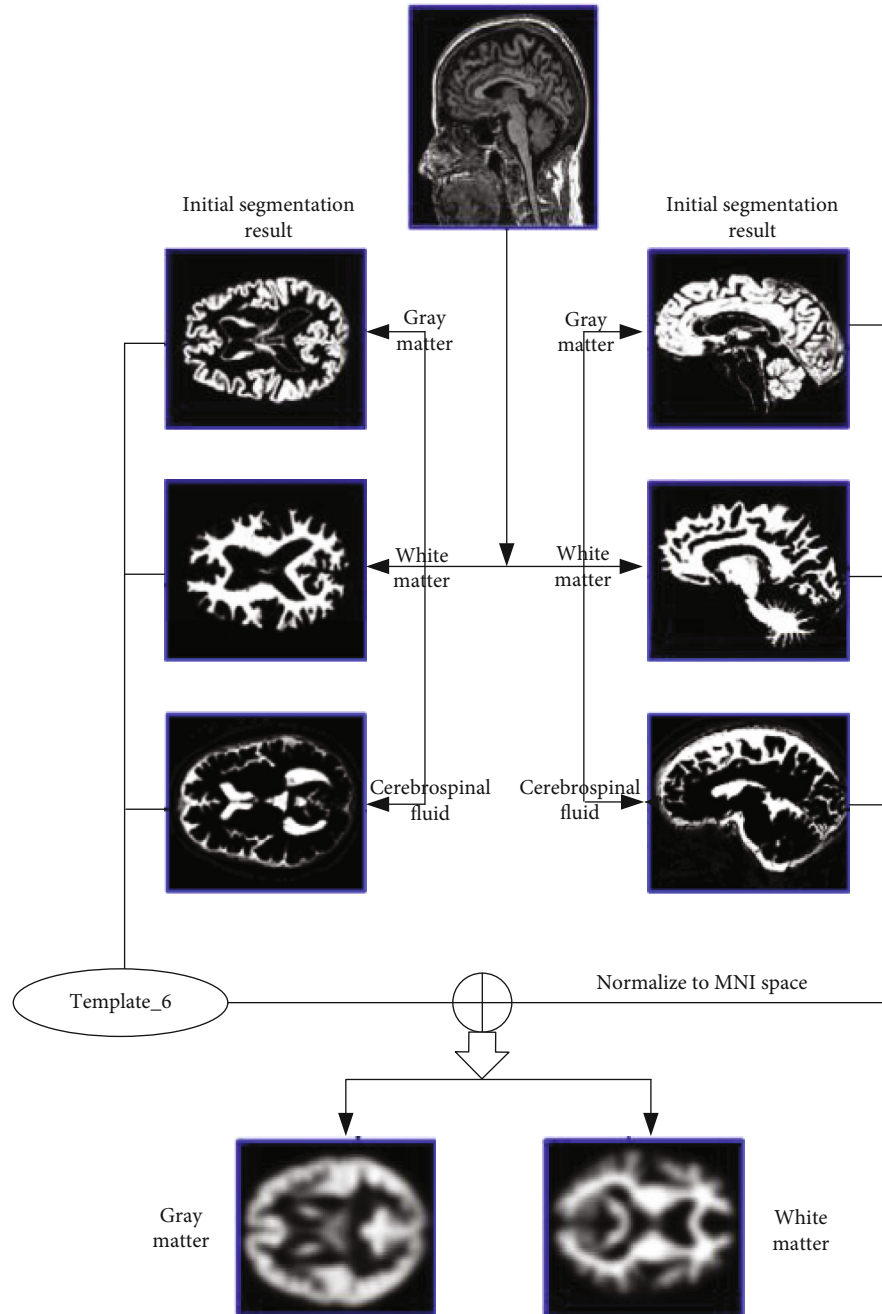 Initial segmentation
result
Initial segmentation
result
Gray
matter
Gray
matter
White
matter
White
matter
Cerebrospinal
fluid
Cerebrospinal
fluid
Template_6
Normalize to MNI space
Gray
matter
White
matter